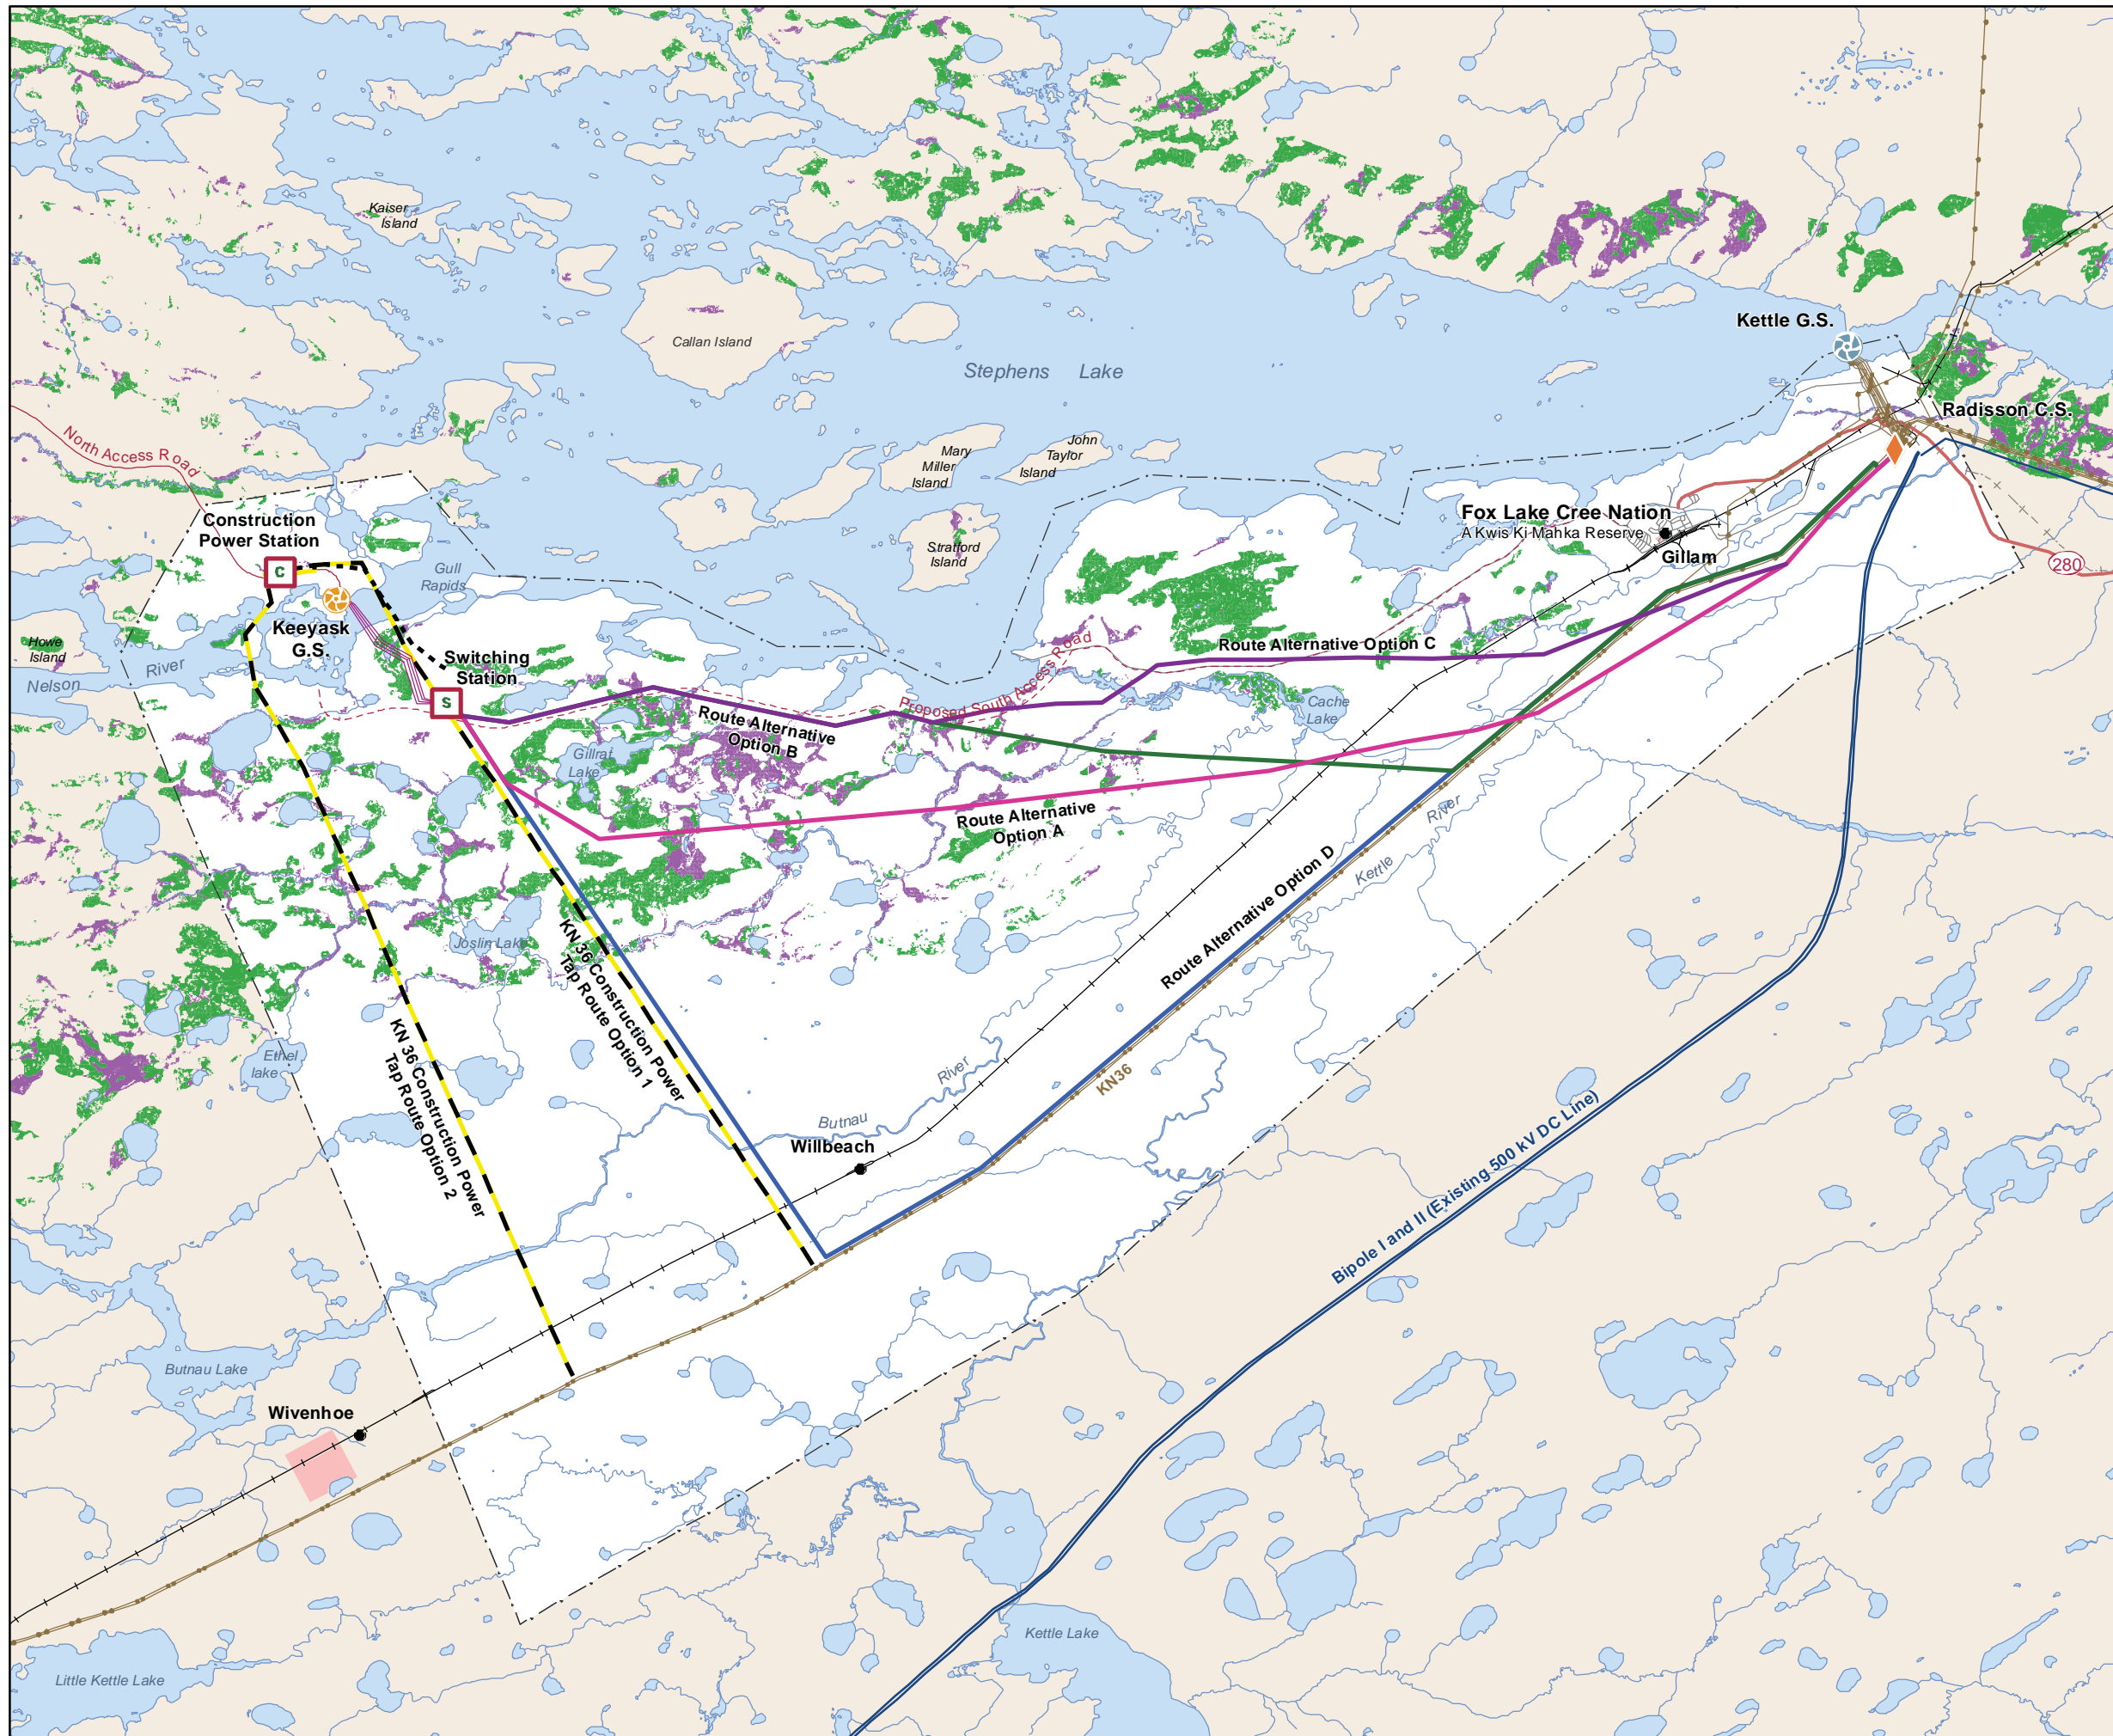 Kaiser
Island
Callan Island
Stephens Lake
Kettle G.S.
Radisson C.S.
North Access Road
Mary
Miller
Island
John
Taylor
Island
Stratford
Island
Construction
Power Station
C
Gull
Rapids
Fox Lake Cree Nation
A Kwis Ki Mahka Reserve
Gillam
280
Keeyask
G.S.
Howe
Island
Nelson
River
Switching
Station
S
Route Alternative Option C
Proposed South Access Road
Route Alternative
Option B
Cache
Lake
Gillrat
Lake
Route Alternative
Option A
River
Kettle
Route Alternative Option D
Joslin Lake
KN 36 Construction Power
Tap Route Option 1
KN 36 Construction Power
Tap Route Option 2
Ethel
lake
River
Butnau
KN36
Willbeach
Bipole I and II (Existing 500 kV DC Line)
Butnau Lake
Wivenhoe
Kettle Lake
Little Kettle Lake